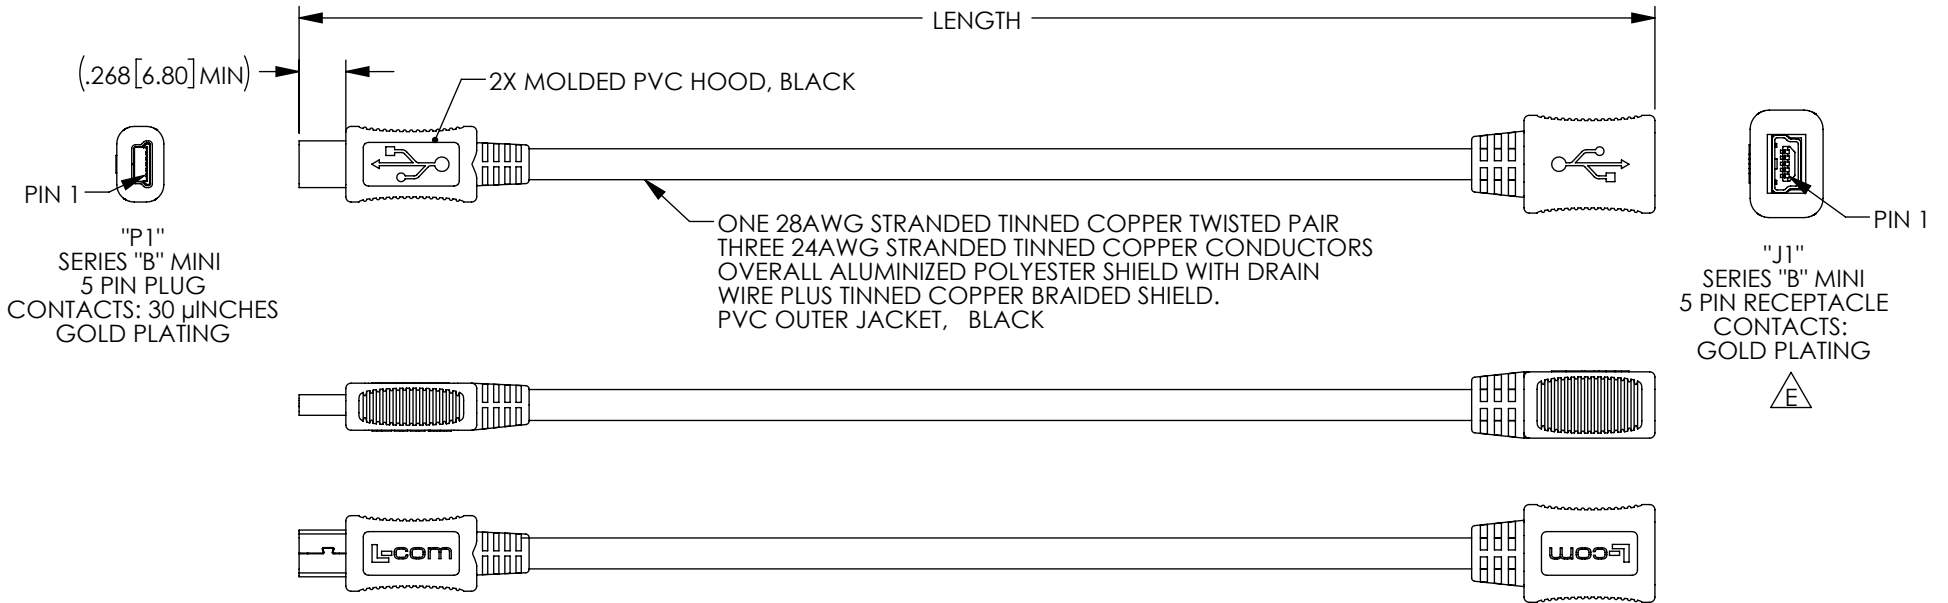 LENGTH
(.268[6.80]MIN)
2X MOLDED PVC HOOD, BLACK
PIN 1
"P1"
SERIES "B" MINI
5 PIN PLUG
CONTACTS: 30 µINCHES
GOLD PLATING
ONE 28AWG STRANDED TINNED COPPER TWISTED PAIR
THREE 24AWG STRANDED TINNED COPPER CONDUCTORS
OVERALL ALUMINIZED POLYESTER SHIELD WITH DRAIN
WIRE PLUS TINNED COPPER BRAIDED SHIELD.
PVC OUTER JACKET, BLACK
PIN 1
"J1"
SERIES "B" MINI
5 PIN RECEPTACLE
CONTACTS:
GOLD PLATING
E
L-com
L-com